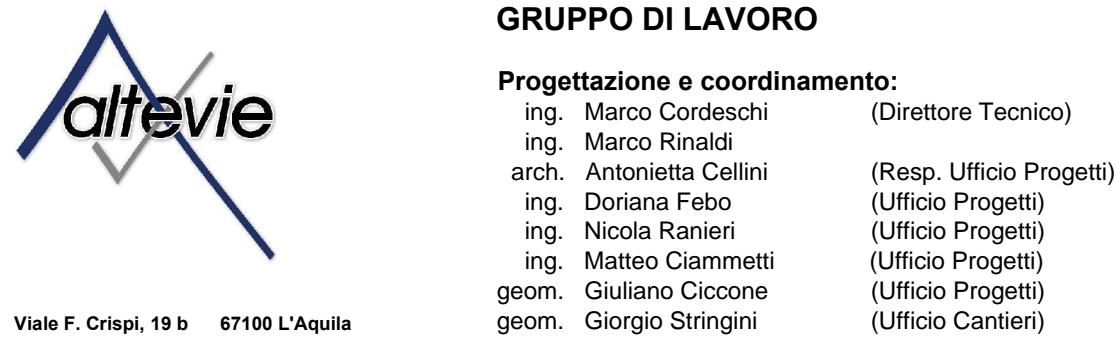 altevie
Viale F. Crispi, 19 b 67100 L'Aquila
GRUPPO DI LAVORO
Progettazione e coordinamento:
ing. Marco Cordeschi (Direttore Tecnico)
ing. Marco Rinaldi
arch. Antonietta Cellini (Resp. Ufficio Progetti)
ing. Doriana Febo (Ufficio Progetti)
ing. Nicola Ranieri (Ufficio Progetti)
ing. Matteo Ciammetti (Ufficio Progetti)
geom. Giuliano Ciccone (Ufficio Progetti)
geom. Giorgio Stringini (Ufficio Cantieri)